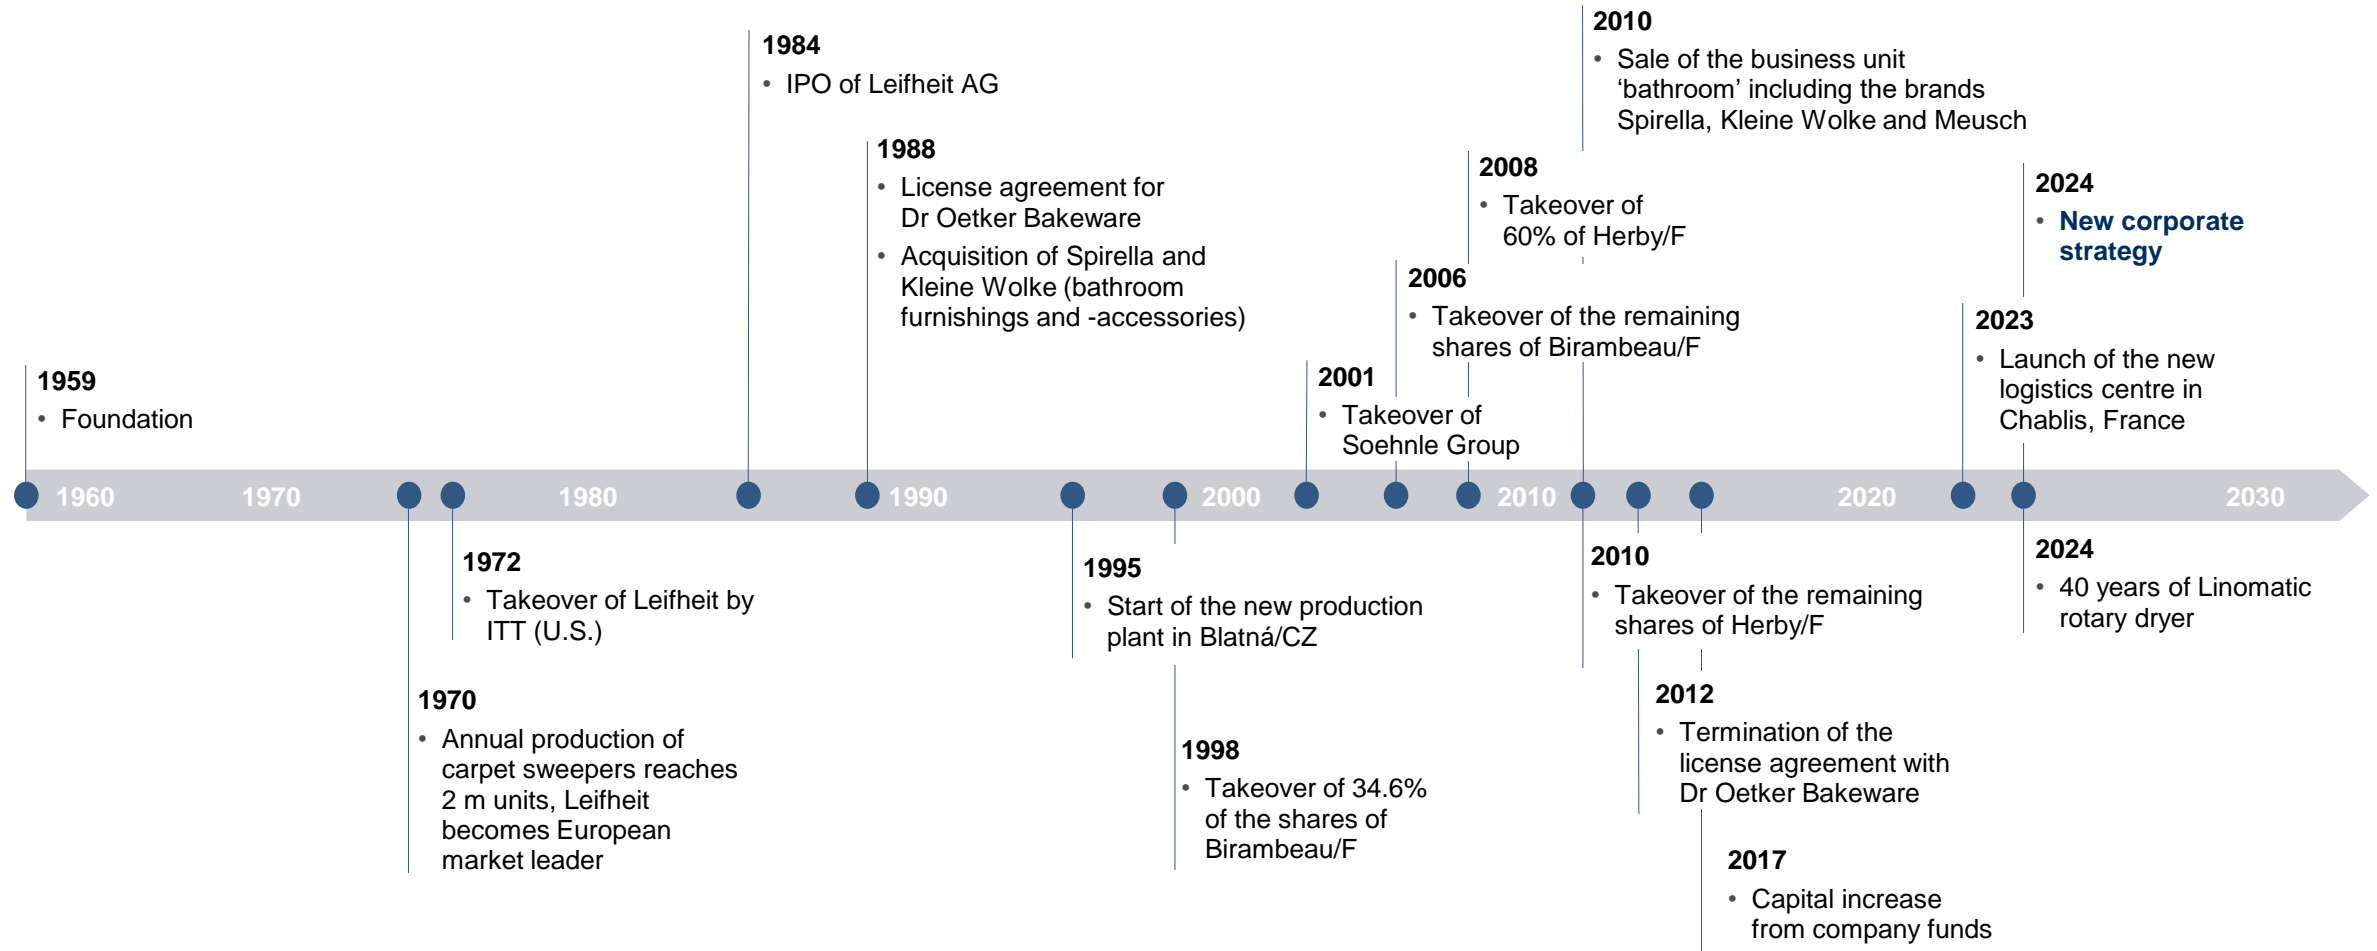 1984
• IPO of Leifheit AG
1988
• License agreement for
Dr Oetker Bakeware
• Acquisition of Spirella and
Kleine Wolke (bathroom
furnishings and -accessories)
2010
• Sale of the business unit
‘bathroom’ including the brands
Spirella, Kleine Wolke and Meusch
2008
• Takeover of
60% of Herby/F
2024
• New corporate
strategy
2006
• Takeover of the remaining
shares of Birambeau/F
2023
• Launch of the new
logistics centre in
Chablis, France
1959
• Foundation
2001
• Takeover of
Soehnle Group
1960 1970 1980 1990 2000 2010 2020 2030
1972
• Takeover of Leifheit by
ITT (U.S.)
1970
• Annual production of
carpet sweepers reaches
2 m units, Leifheit
becomes European
market leader
1995
• Start of the new production
plant in Blatná/CZ
1998
• Takeover of 34.6%
of the shares of
Birambeau/F
2010
• Takeover of the remaining
shares of Herby/F
2012
• Termination of the
license agreement with
Dr Oetker Bakeware
2017
• Capital increase
from company funds
2024
• 40 years of Linomatic
rotary dryer